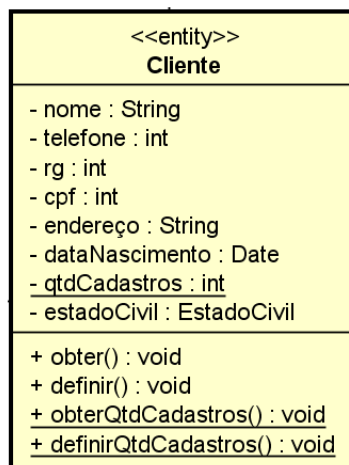 <<entity>>
Cliente
- nome : String
- telefone : int
- rg : int
- cpf : int
- endereço : String
- dataNascimento : Date
- qtdCadastros : int
- estadoCivil : EstadoCivil
+ obter() : void
+ definir() : void
+ obterQtdCadastros() : void
+ definirQtdCadastros() : void